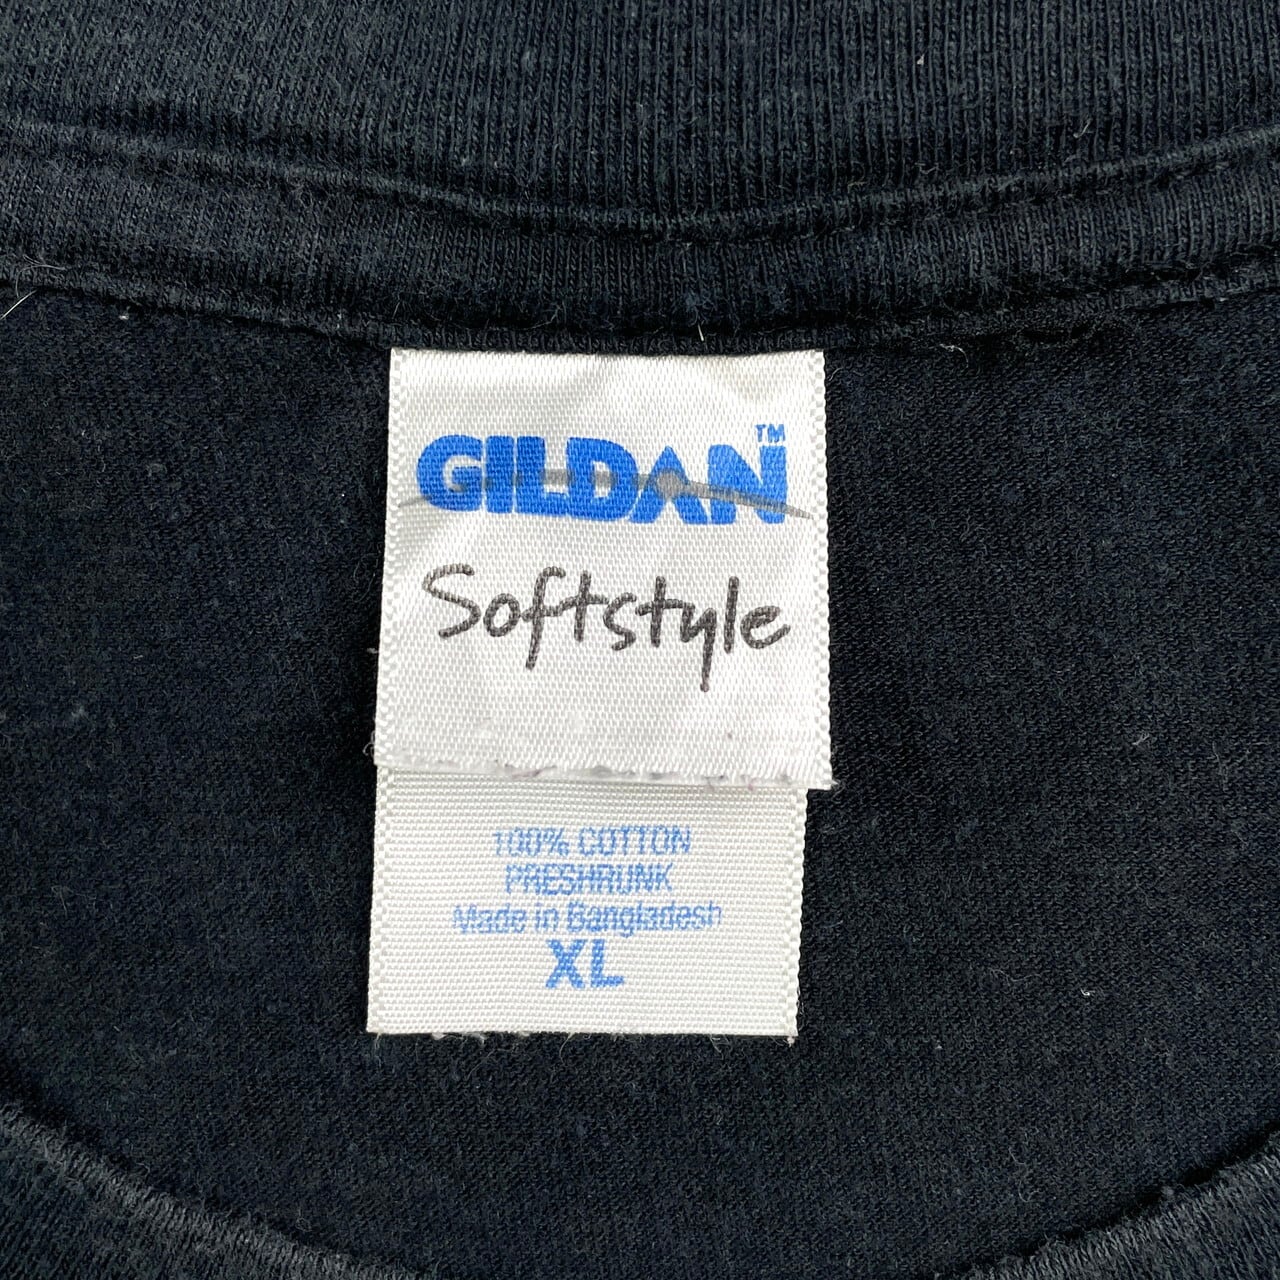 GILDAN™
Softstyle
100% COTTON
PRESHRUNK
Made in Bangladesh
XL